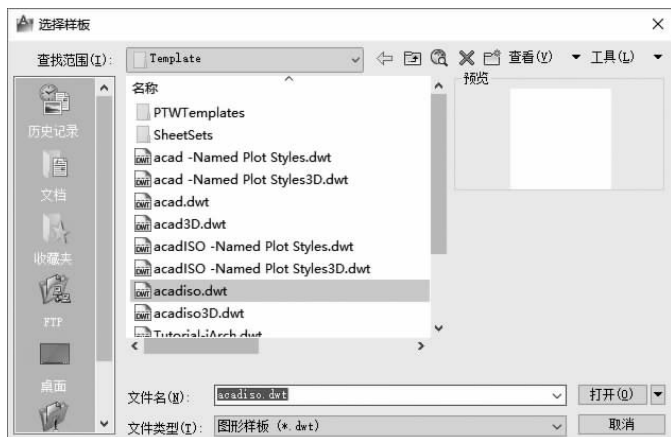 选择样板
查找范围(I): Template 查看(V) 工具(L)
名称
预览
PTWTemplates
SheetSets
acad -Named Plot Styles.dwt
acad -Named Plot Styles3D.dwt
acad.dwt
acad3D.dwt
acadISO -Named Plot Styles.dwt
acadISO -Named Plot Styles3D.dwt
acadiso.dwt
acadiso3D.dwt
Tutorial-iArch.dwt
历史记录
文档
收藏夹
FTP
桌面
文件名(N): acadiso.dwt 打开(O)
文件类型(T): 图形样板 (*.dwt) 取消